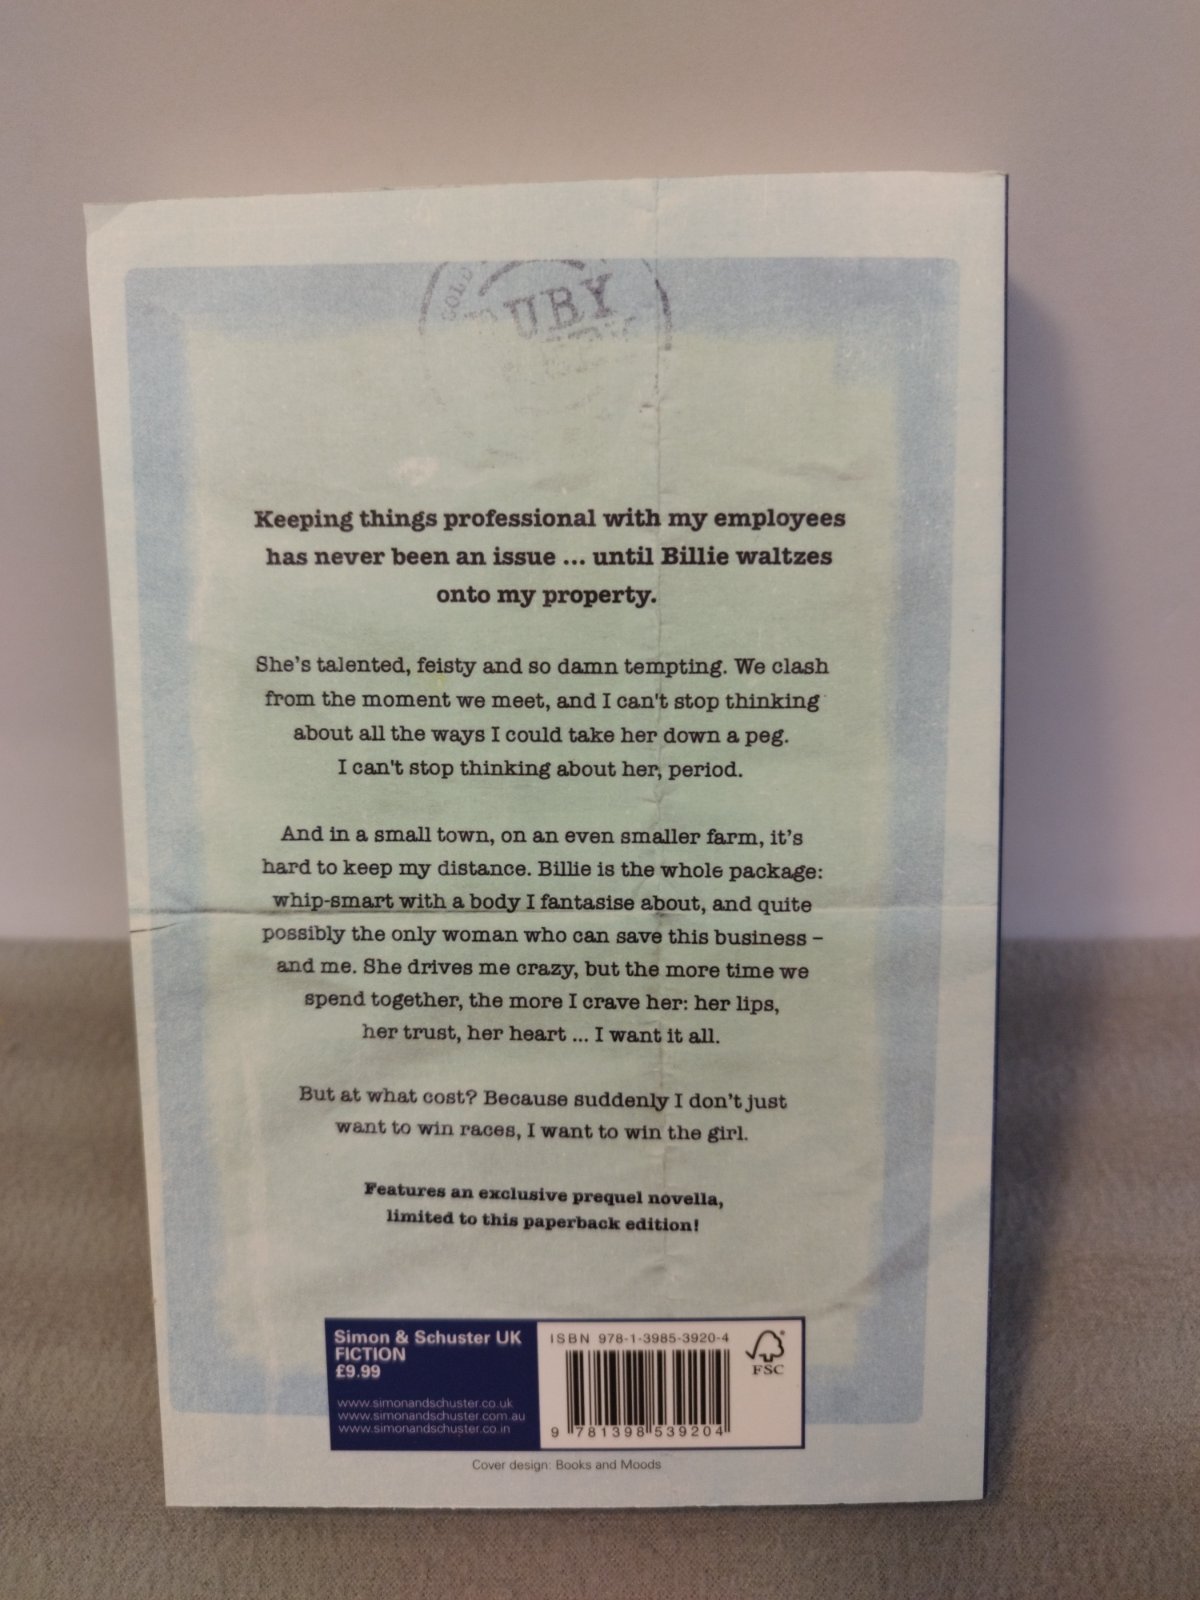 GOLD
UBY
Keeping things professional with my employees
has never been an issue ... until Billie waltzes
onto my property.
She's talented, feisty and so damn tempting. We clash
from the moment we meet, and I can't stop thinking
about all the ways I could take her down a peg.
I can't stop thinking about her, period.
And in a small town, on an even smaller farm, it's
hard to keep my distance. Billie is the whole package:
whip-smart with a body I fantasise about, and quite
possibly the only woman who can save this business –
and me. She drives me crazy, but the more time we
spend together, the more I crave her: her lips,
her trust, her heart ... I want it all.
But at what cost? Because suddenly I don't just
want to win races, I want to win the girl.
Features an exclusive prequel novella,
limited to this paperback edition!
Simon & Schuster UK
FICTION
£9.99
www.simonandschuster.co.uk
www.simonandschuster.com.au
www.simonandschuster.co.in
ISBN 978-1-3985-3920-4
9 781398 539204
FSC
Cover design: Books and Moods